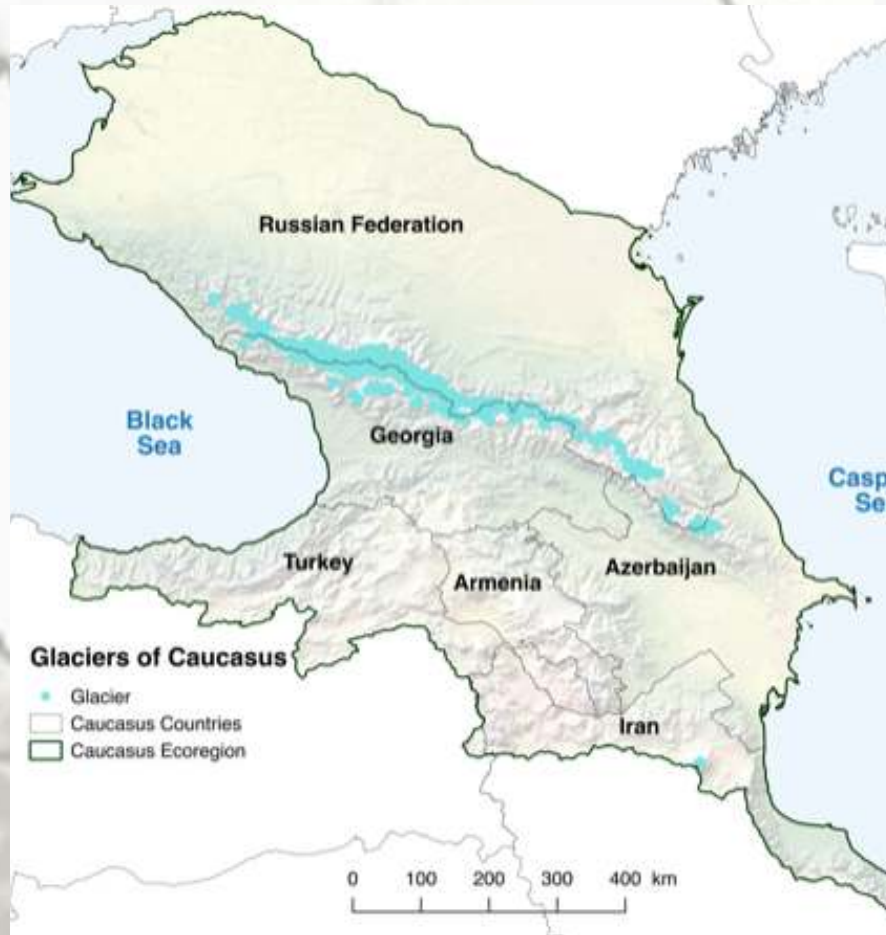 Russian Federation
Black
Sea
Georgia
Casp
Se
Turkey
Armenia
Azerbaijan
Glaciers of Caucasus
Glacier
Caucasus Countries
Caucasus Ecoregion
Iran
0 100 200 300 400 km